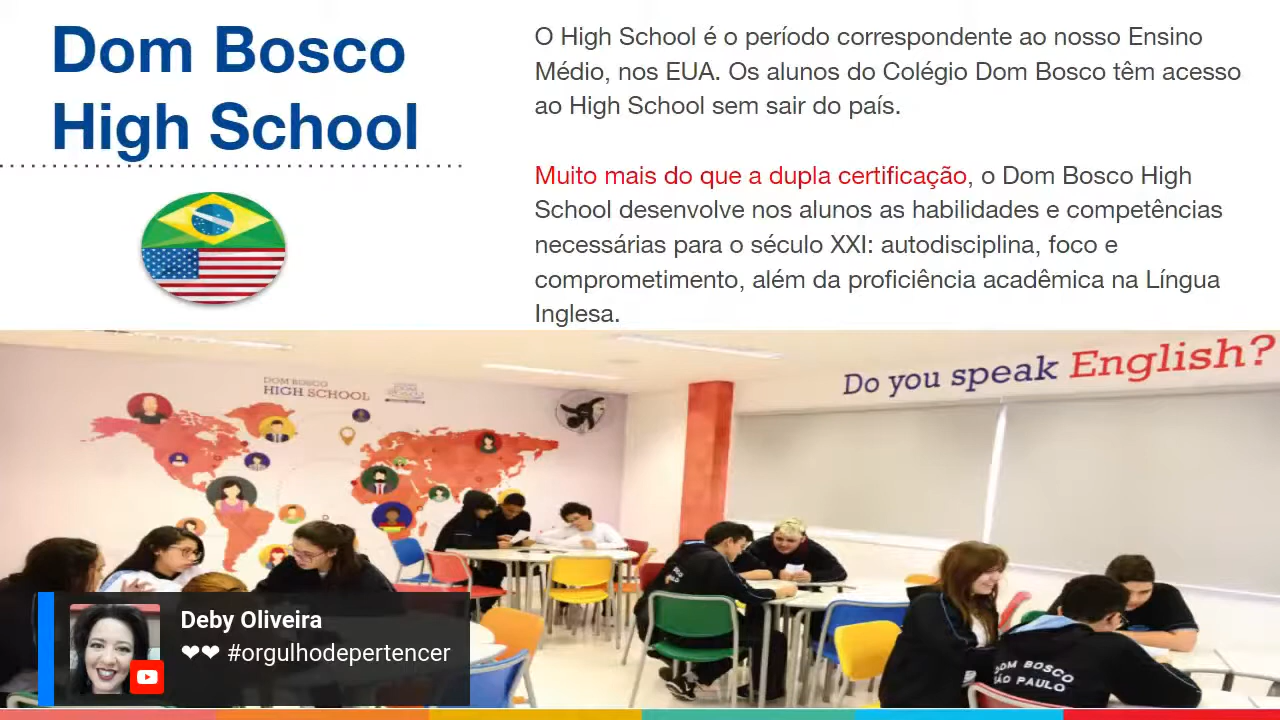 Dom Bosco
High School
O High School é o período correspondente ao nosso Ensino
Médio, nos EUA. Os alunos do Colégio Dom Bosco têm acesso
ao High School sem sair do país.
Muito mais do que a dupla certificação, o Dom Bosco High
School desenvolve nos alunos as habilidades e competências
necessárias para o século XXI: autodisciplina, foco e
comprometimento, além da proficiência acadêmica na Língua
Inglesa.
Do you speak English?
DOM BOSCO
HIGH SCHOOL
DOM BOSCO
SÃO PAULO
Deby Oliveira
❤❤ #orgulhodepertencer